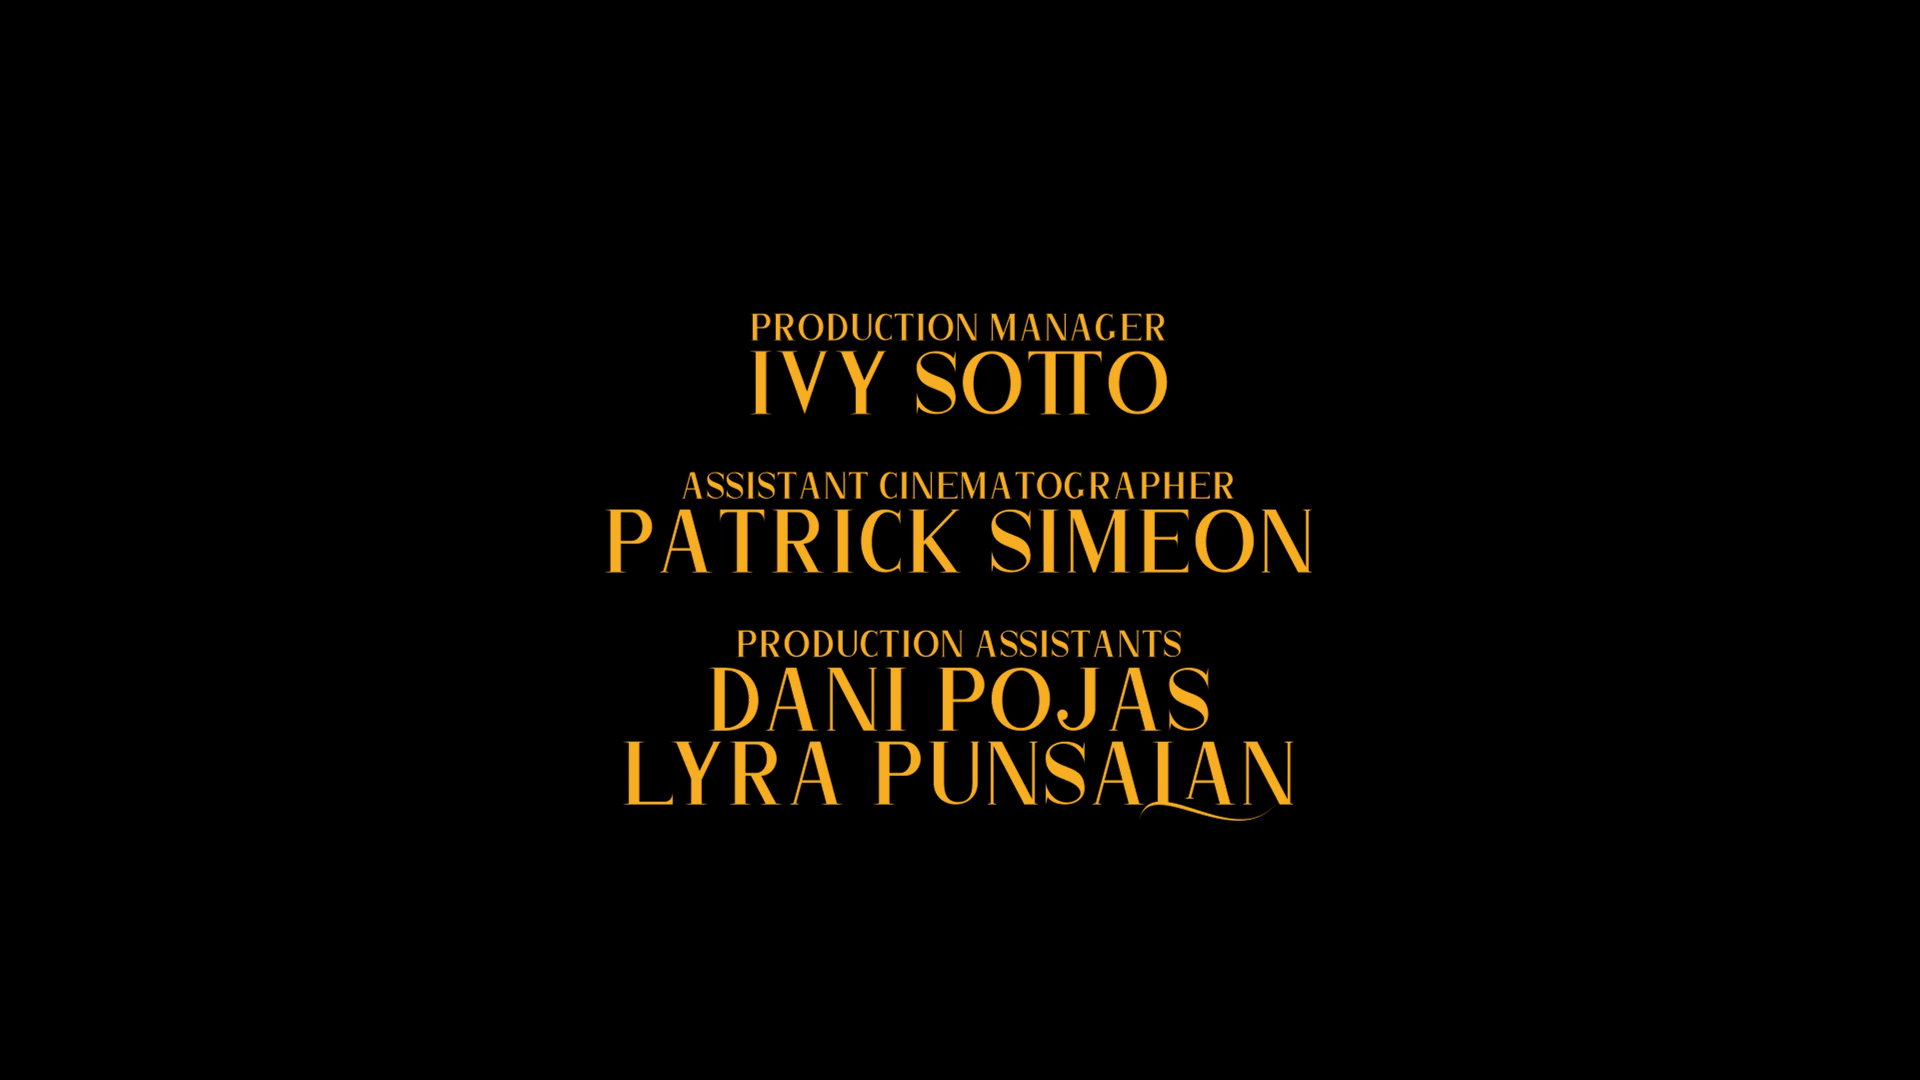 PRODUCTION MANAGER
IVY SOTTO
ASSISTANT CINEMATOGRAPHER
PATRICK SIMEON
PRODUCTION ASSISTANTS
DANI POJAS
LYRA PUNSALAN